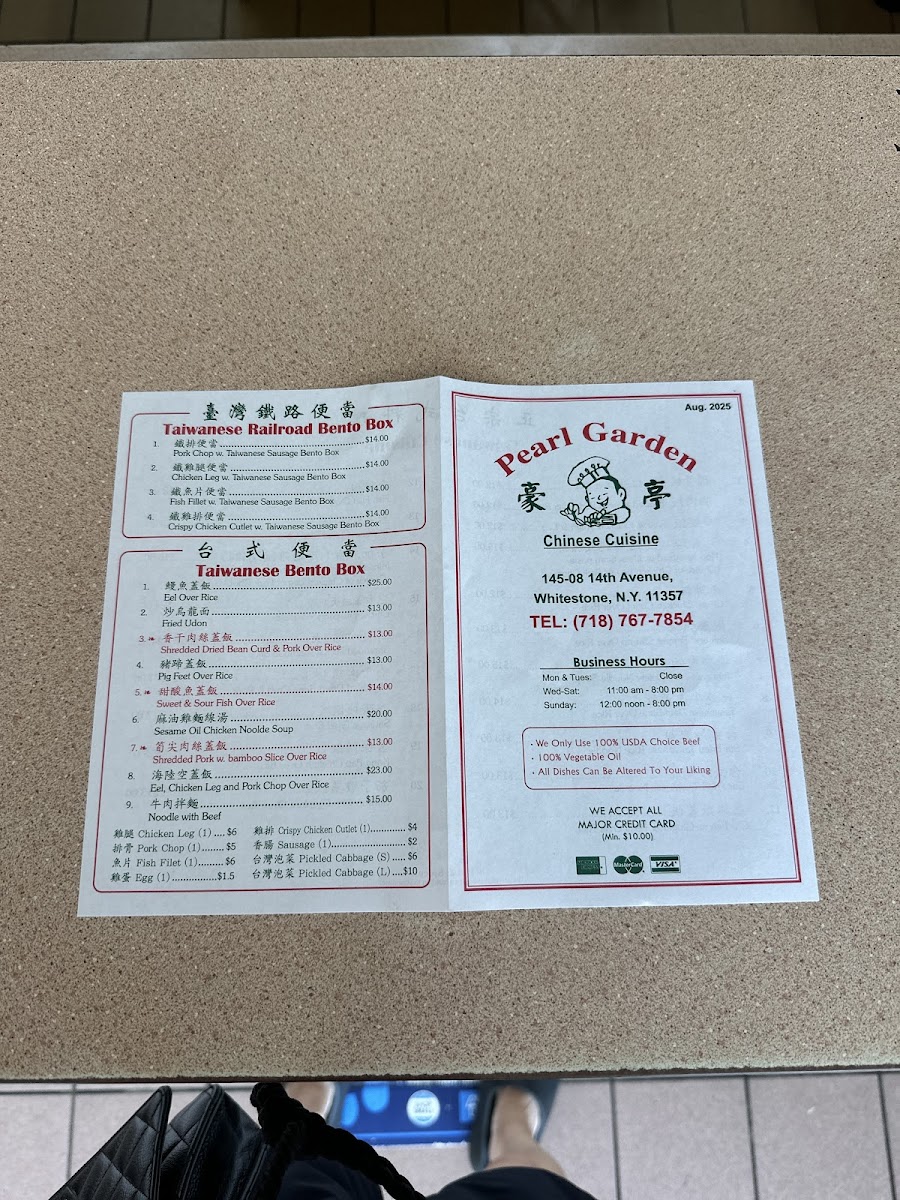 臺灣鐵路便當
Taiwanese Railroad Bento Box
1. 鐵排便當 $14.00
Pork Chop w. Taiwanese Sausage Bento Box
2. 鐵雞腿便當 $14.00
Chicken Leg w. Taiwanese Sausage Bento Box
3. 鐵魚片便當 $14.00
Fish Fillet w. Taiwanese Sausage Bento Box
4. 鐵雞排便當 $14.00
Crispy Chicken Cutlet w. Taiwanese Sausage Bento Box
台式便當
Taiwanese Bento Box
1. 鰻魚蓋飯 $25.00
Eel Over Rice
2. 炒烏龍面 $13.00
Fried Udon
3. 香干肉絲蓋飯 $13.00
Shredded Dried Bean Curd & Pork Over Rice
4. 豬蹄蓋飯 $13.00
Pig Feet Over Rice
5. 甜酸魚蓋飯 $14.00
Sweet & Sour Fish Over Rice
6. 麻油雞麵線湯 $20.00
Sesame Oil Chicken Noolde Soup
7. 筍尖肉絲蓋飯 $13.00
Shredded Pork w. bamboo Slice Over Rice
8. 海陸空蓋飯 $23.00
Eel, Chicken Leg and Pork Chop Over Rice
9. 牛肉拌麵 $15.00
Noodle with Beef
雞腿 Chicken Leg (1) .... $6
排骨 Pork Chop (1) ........ $5
魚片 Fish Filet (1) ......... $6
雞蛋 Egg (1) ................. $1.5
雞排 Crispy Chicken Cutlet (1) ............ $4
香腸 Sausage (1) ......................... $2
台灣泡菜 Pickled Cabbage (S) ..... $6
台灣泡菜 Pickled Cabbage (L) .... $10
Aug. 2025
Pearl Garden
豪亭
Chinese Cuisine
145-08 14th Avenue,
Whitestone, N.Y. 11357
TEL: (718) 767-7854
Business Hours
Mon & Tues: Close
Wed-Sat: 11:00 am - 8:00 pm
Sunday: 12:00 noon - 8:00 pm
• We Only Use 100% USDA Choice Beef
• 100% Vegetable Oil
• All Dishes Can Be Altered To Your Liking
WE ACCEPT ALL
MAJOR CREDIT CARD
(Min. $10.00)
MasterCard
VISA